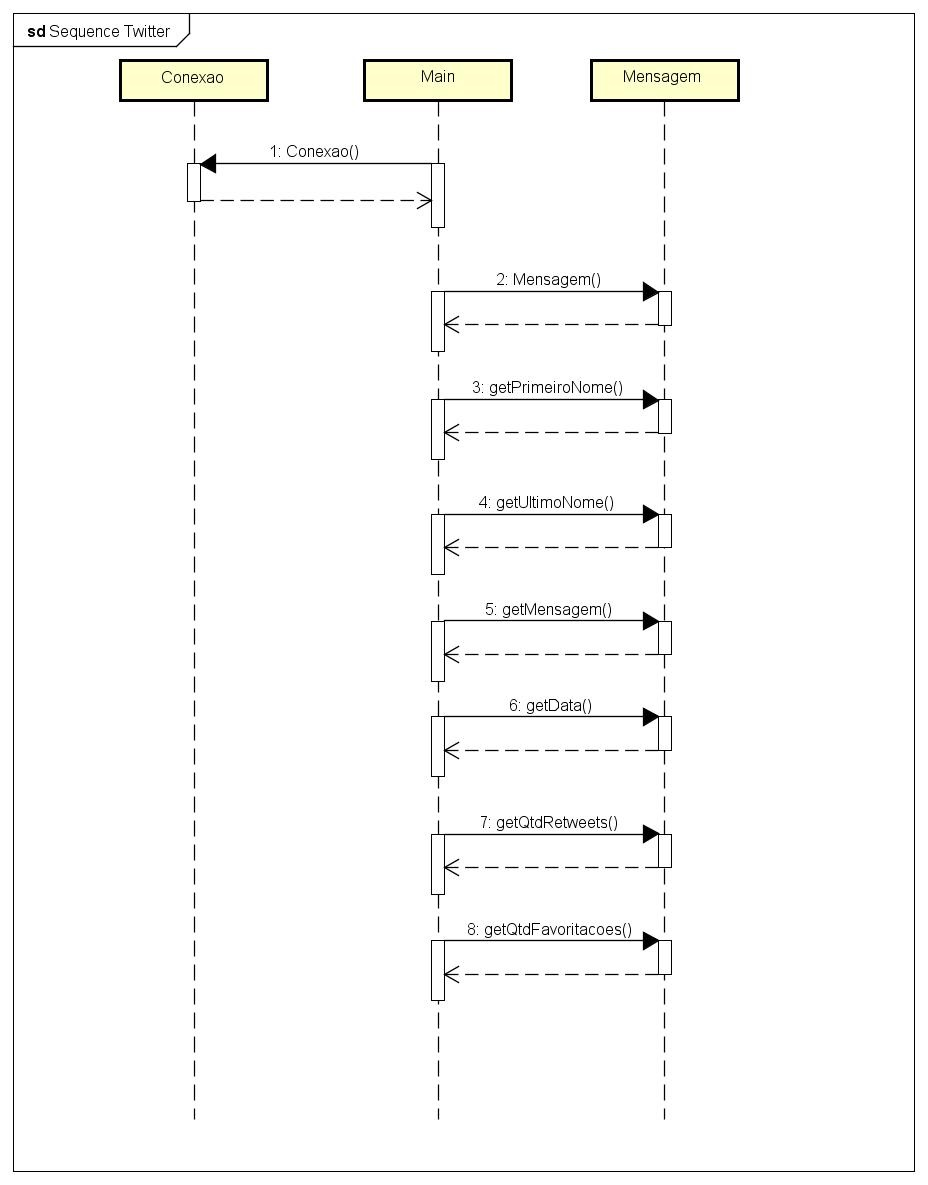 sd Sequence Twitter
Conexao
Main
Mensagem
1: Conexao()
2: Mensagem()
3: getPrimeiroNome()
4: getUltimoNome()
5: getMensagem()
6: getData()
7: getQtdRetweets()
8: getQtdFavoritacoes()